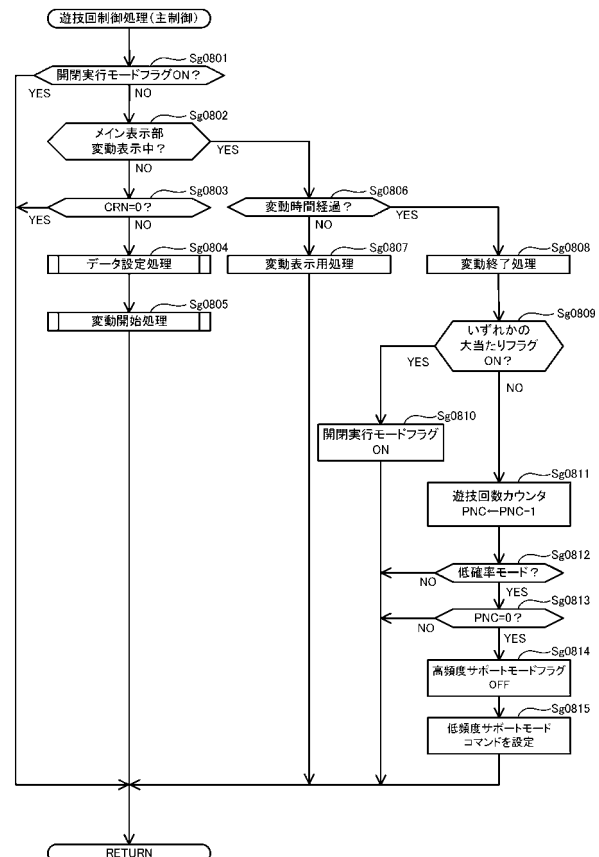 遊技回制御処理(主制御)
Sg0801
開閉実行モードフラグON?
YES
NO
Sg0802
メイン表示部
変動表示中?
YES
NO
Sg0803
CRN=0?
YES
NO
Sg0804
データ設定処理
Sg0805
変動開始処理
Sg0806
変動時間経過?
YES
NO
Sg0807
変動表示用処理
Sg0808
変動終了処理
Sg0809
いずれかの
大当たりフラグ
ON?
YES
NO
Sg0810
開閉実行モードフラグ
ON
Sg0811
遊技回数カウンタ
PNC←PNC-1
Sg0812
低確率モード?
NO
YES
Sg0813
PNC=0?
NO
YES
Sg0814
高頻度サポートモードフラグ
OFF
Sg0815
低頻度サポートモード
コマンドを設定
RETURN